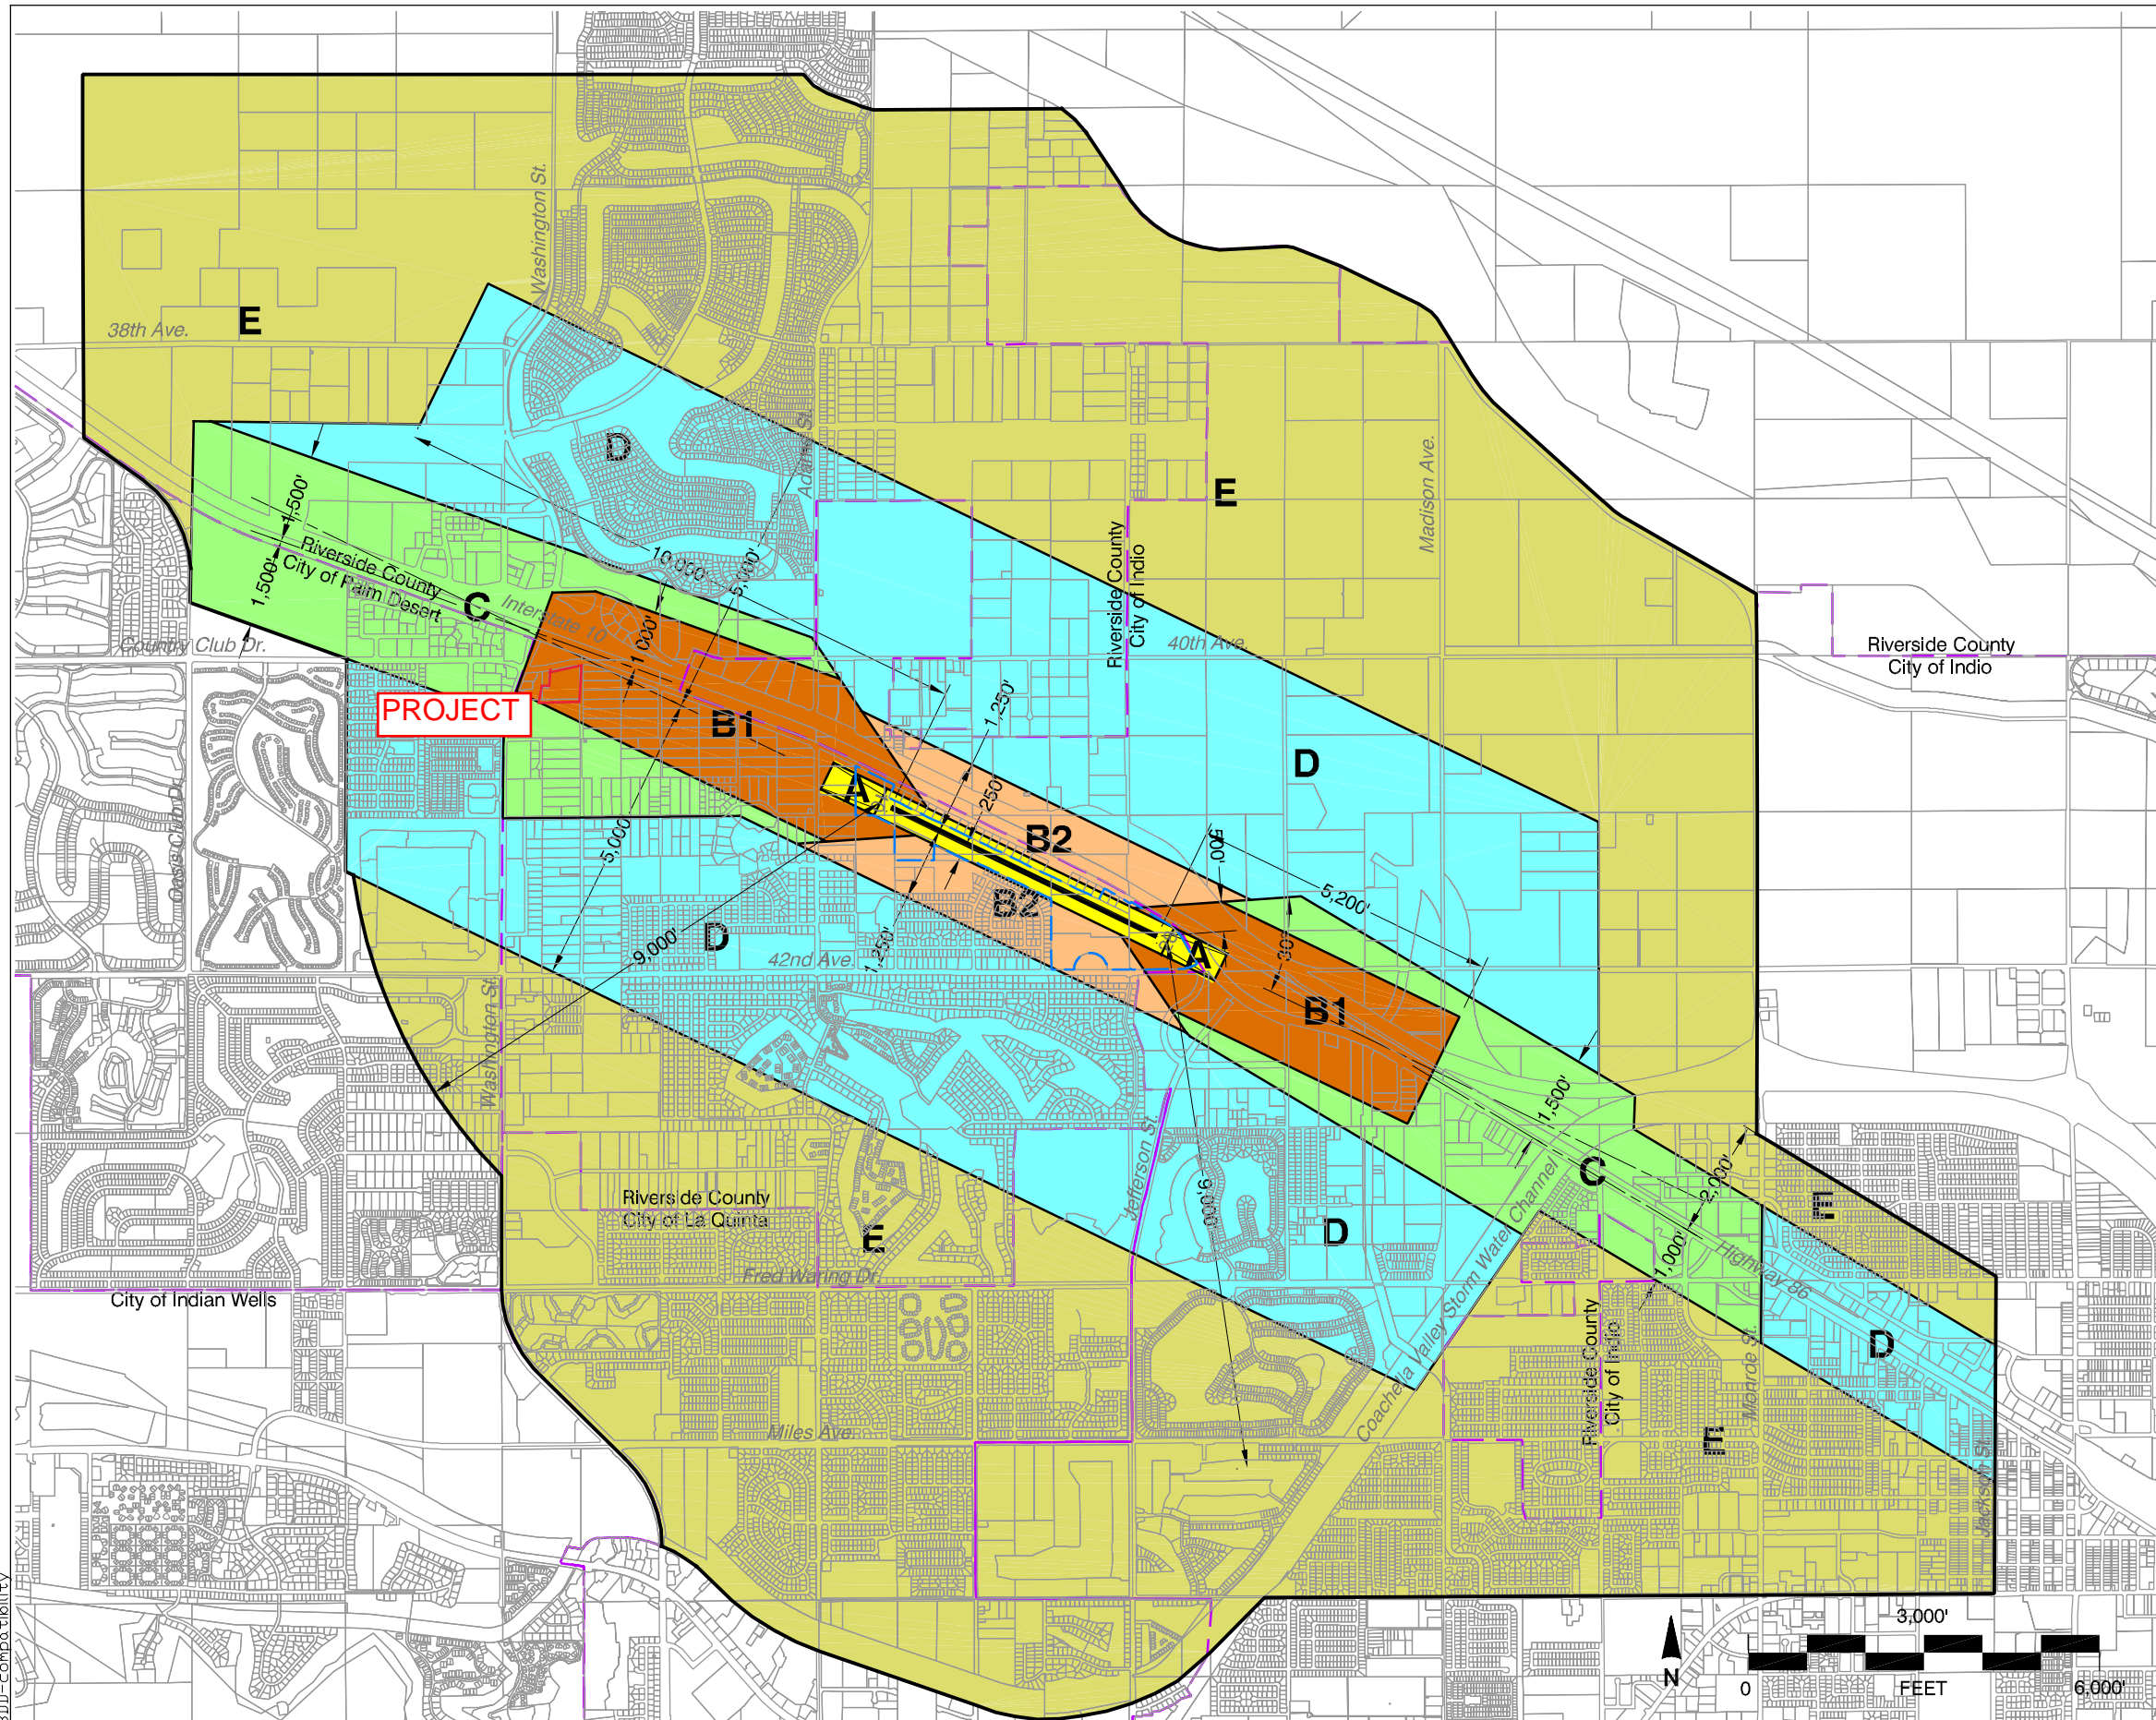 Washington St.
E
38th Ave.
D
Adams St.
E
Madison Ave.
1,500'
1,500'
Riverside County
City of Palm Desert
C
Interstate 10
10,000'
5,000'
Riverside County
City of Indio
Country Club Dr.
1,000'
40th Ave.
Riverside County
City of Indio
PROJECT
B1
1,250'
D
A
250'
B2
500'
Oasis Club Dr.
5,000'
B2
5,200'
D
9,000'
1,250'
42nd Ave.
A
B1
Washington St.
1,500'
Jefferson St.
C
2,000'
E
Riverside County
City of La Quinta
E
9,000'
D
Coachella Valley Storm Water Channel
1,000'
Highway 86
Fred Waring Dr.
City of Indian Wells
Riverside County
City of Indio
Monroe St.
D
Miles Ave.
E
Jackson St.
3,000'
N
0
FEET
6,000'